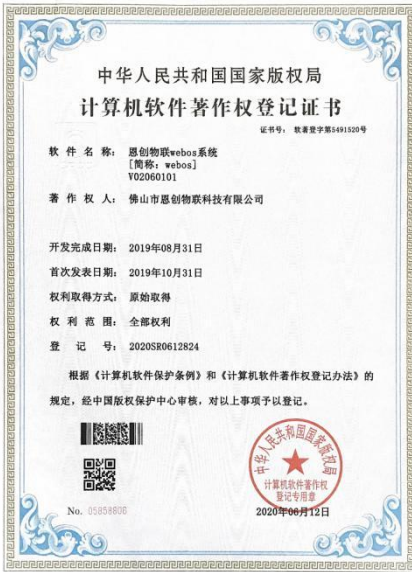 中华人民共和国国家版权局
计算机软件著作权登记证书
证书号： 软著登字第5491520号
软件名称： 恩创物联webos系统
[简称：webos]
V02060101
著作权人： 佛山市恩创物联科技有限公司
开发完成日期： 2019年08月31日
首次发表日期： 2019年10月31日
权利取得方式： 原始取得
权利范围： 全部权利
登记号： 2020SR0612824
根据《计算机软件保护条例》和《计算机软件著作权登记办法》的
规定，经中国版权保护中心审核，对以上事项予以登记。
中华人民共和国国家版权局
计算机软件著作权
登记专用章
No. 05858606
2020年06月12日